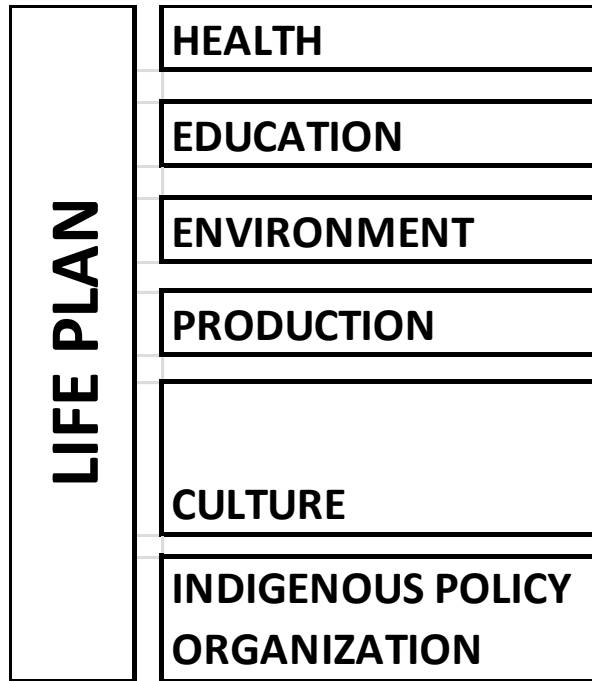 LIFE PLAN
HEALTH
EDUCATION
ENVIRONMENT
PRODUCTION
CULTURE
INDIGENOUS POLICY
ORGANIZATION